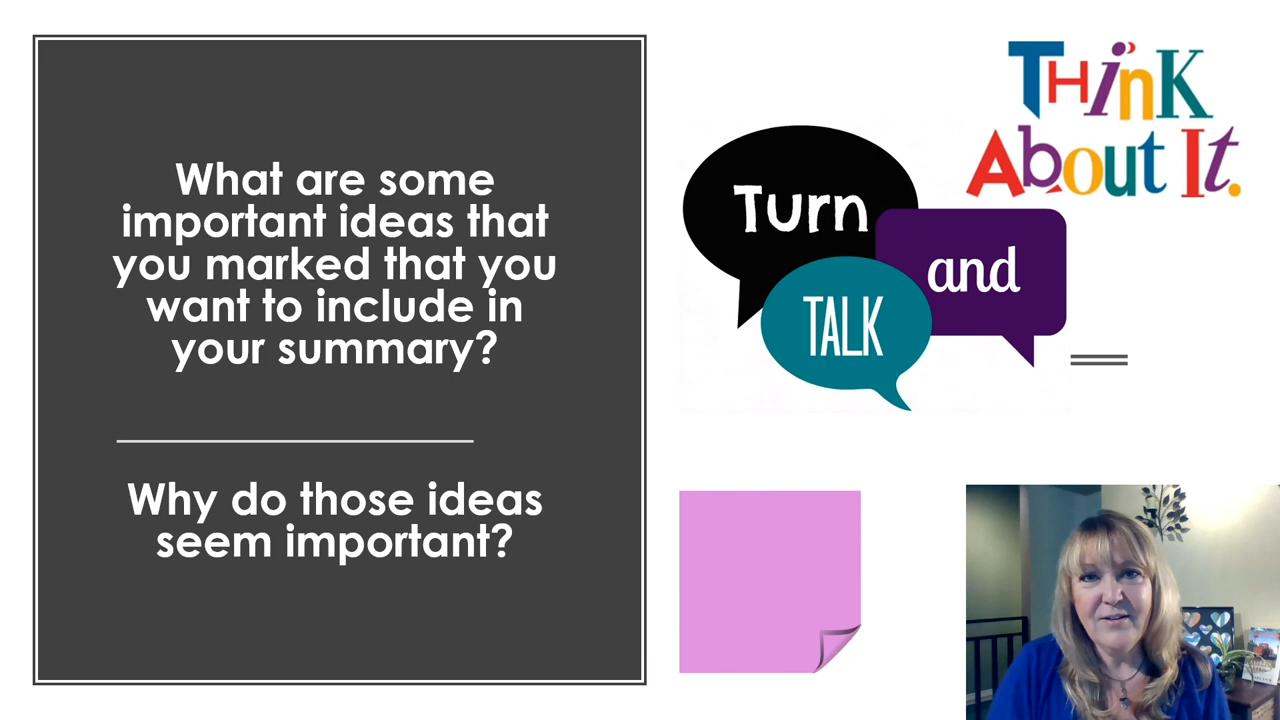 What are some
important ideas that
you marked that you
want to include in
your summary?
Why do those ideas
seem important?
Turn
and
TALK
THinK
About It.